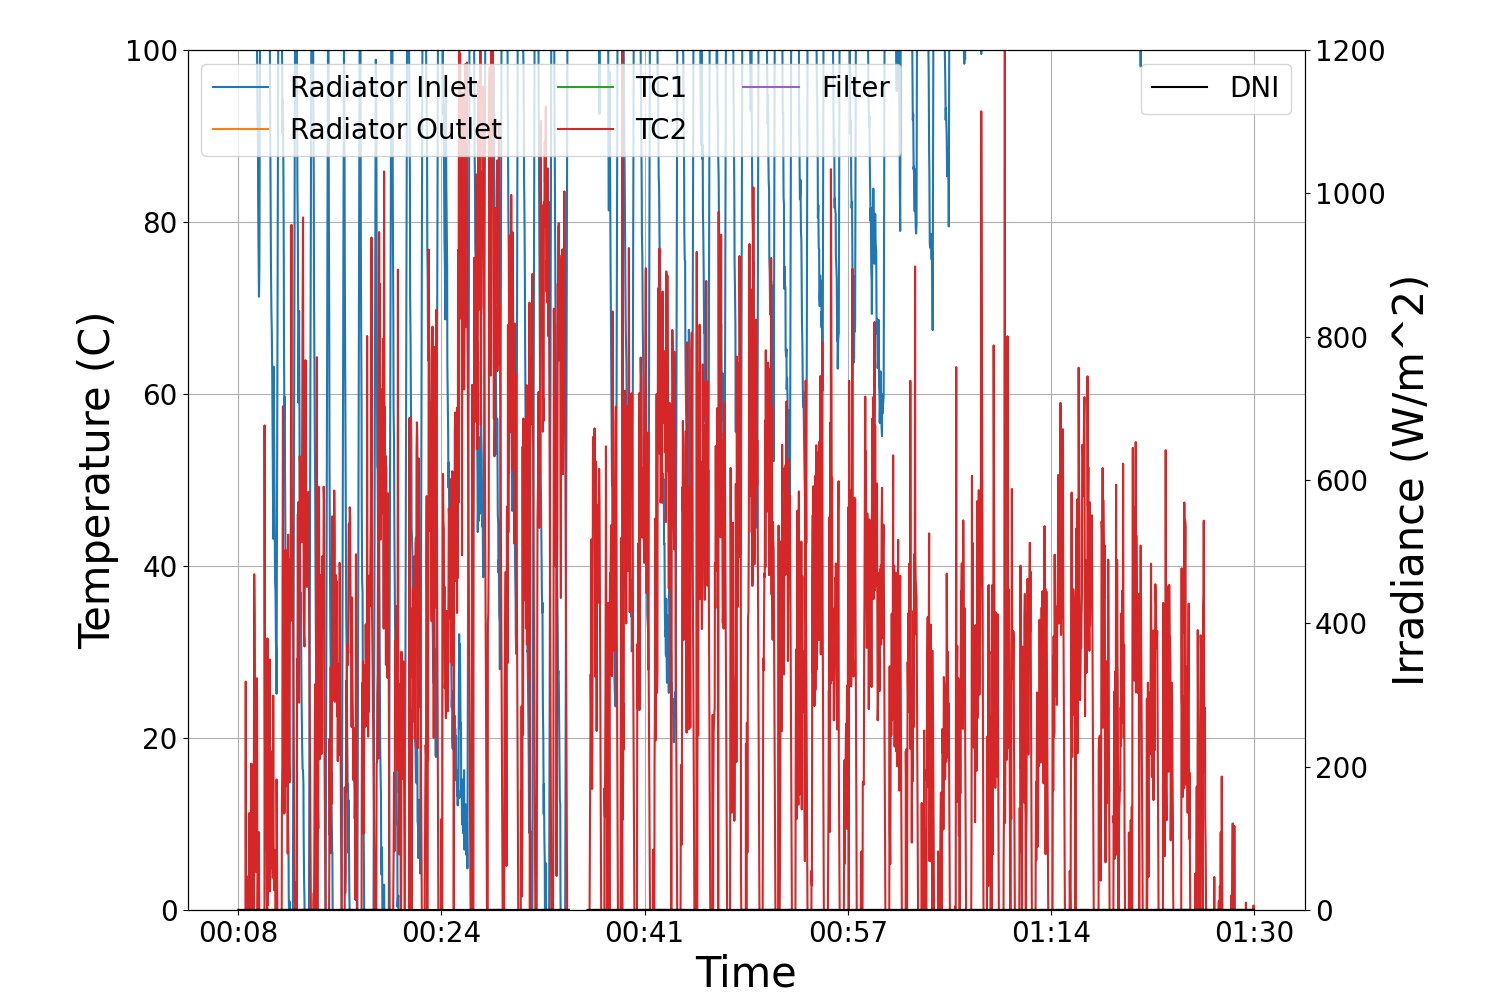 100
80
60
40
20
0
Temperature (C)
Radiator Inlet
Radiator Outlet
TC1
TC2
Filter
DNI
1200
1000
800
600
400
200
0
Irradiance (W/m^2)
00:08
00:24
00:41
00:57
01:14
01:30
Time